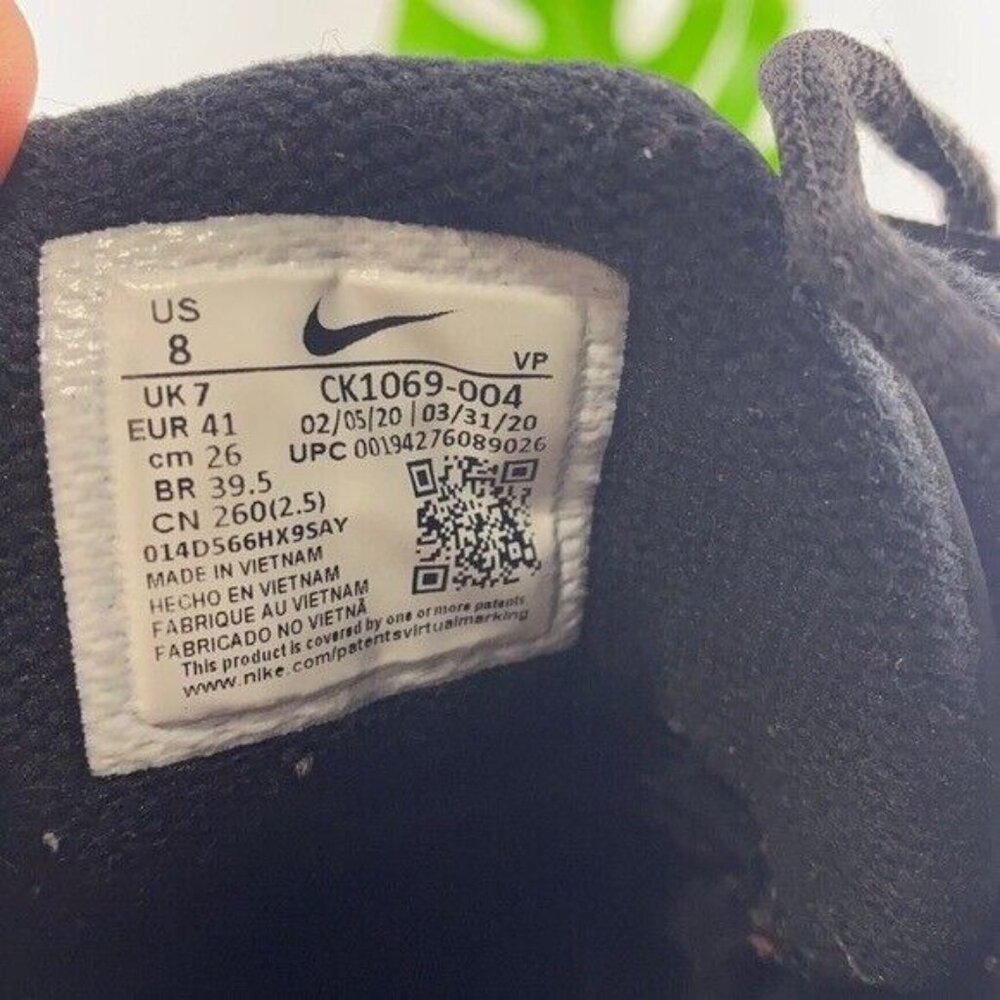 US
8
VP
UK 7
CK1069-004
EUR 41
02/05/20 | 03/31/20
cm 26
UPC 00194276089026
BR 39.5
CN 260(2.5)
014D566HX9SAY
MADE IN VIETNAM
HECHO EN VIETNAM
FABRIQUE AU VIETNAM
FABRICADO NO VIETNÃ
This product is covered by one or more patents
www.nike.com/patentsvirtualmarking